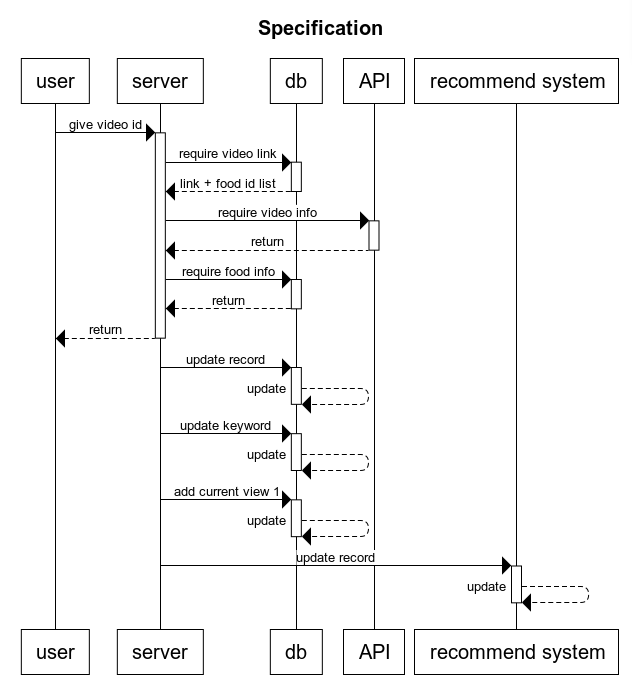 Specification
user
server
db
API
recommend system
give video id
require video link
link + food id list
require video info
return
require food info
return
return
update record
update
update keyword
update
add current view 1
update
update record
update
user
server
db
API
recommend system